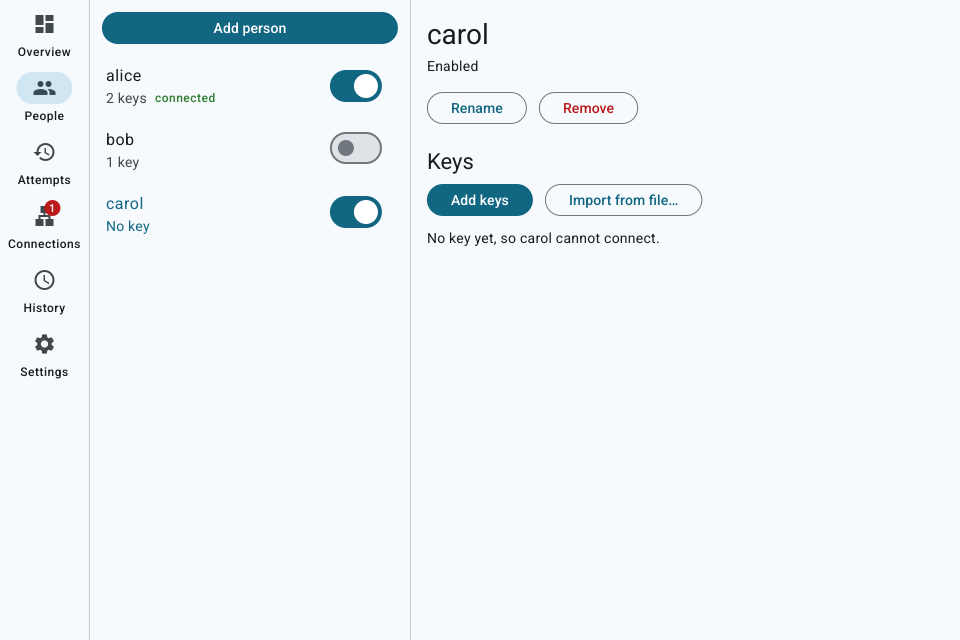 Overview
People
Attempts
1
Connections
History
Settings
Add person
alice
2 keys connected
bob
1 key
carol
No key
carol
Enabled
Rename Remove
Keys
Add keys Import from file...
No key yet, so carol cannot connect.